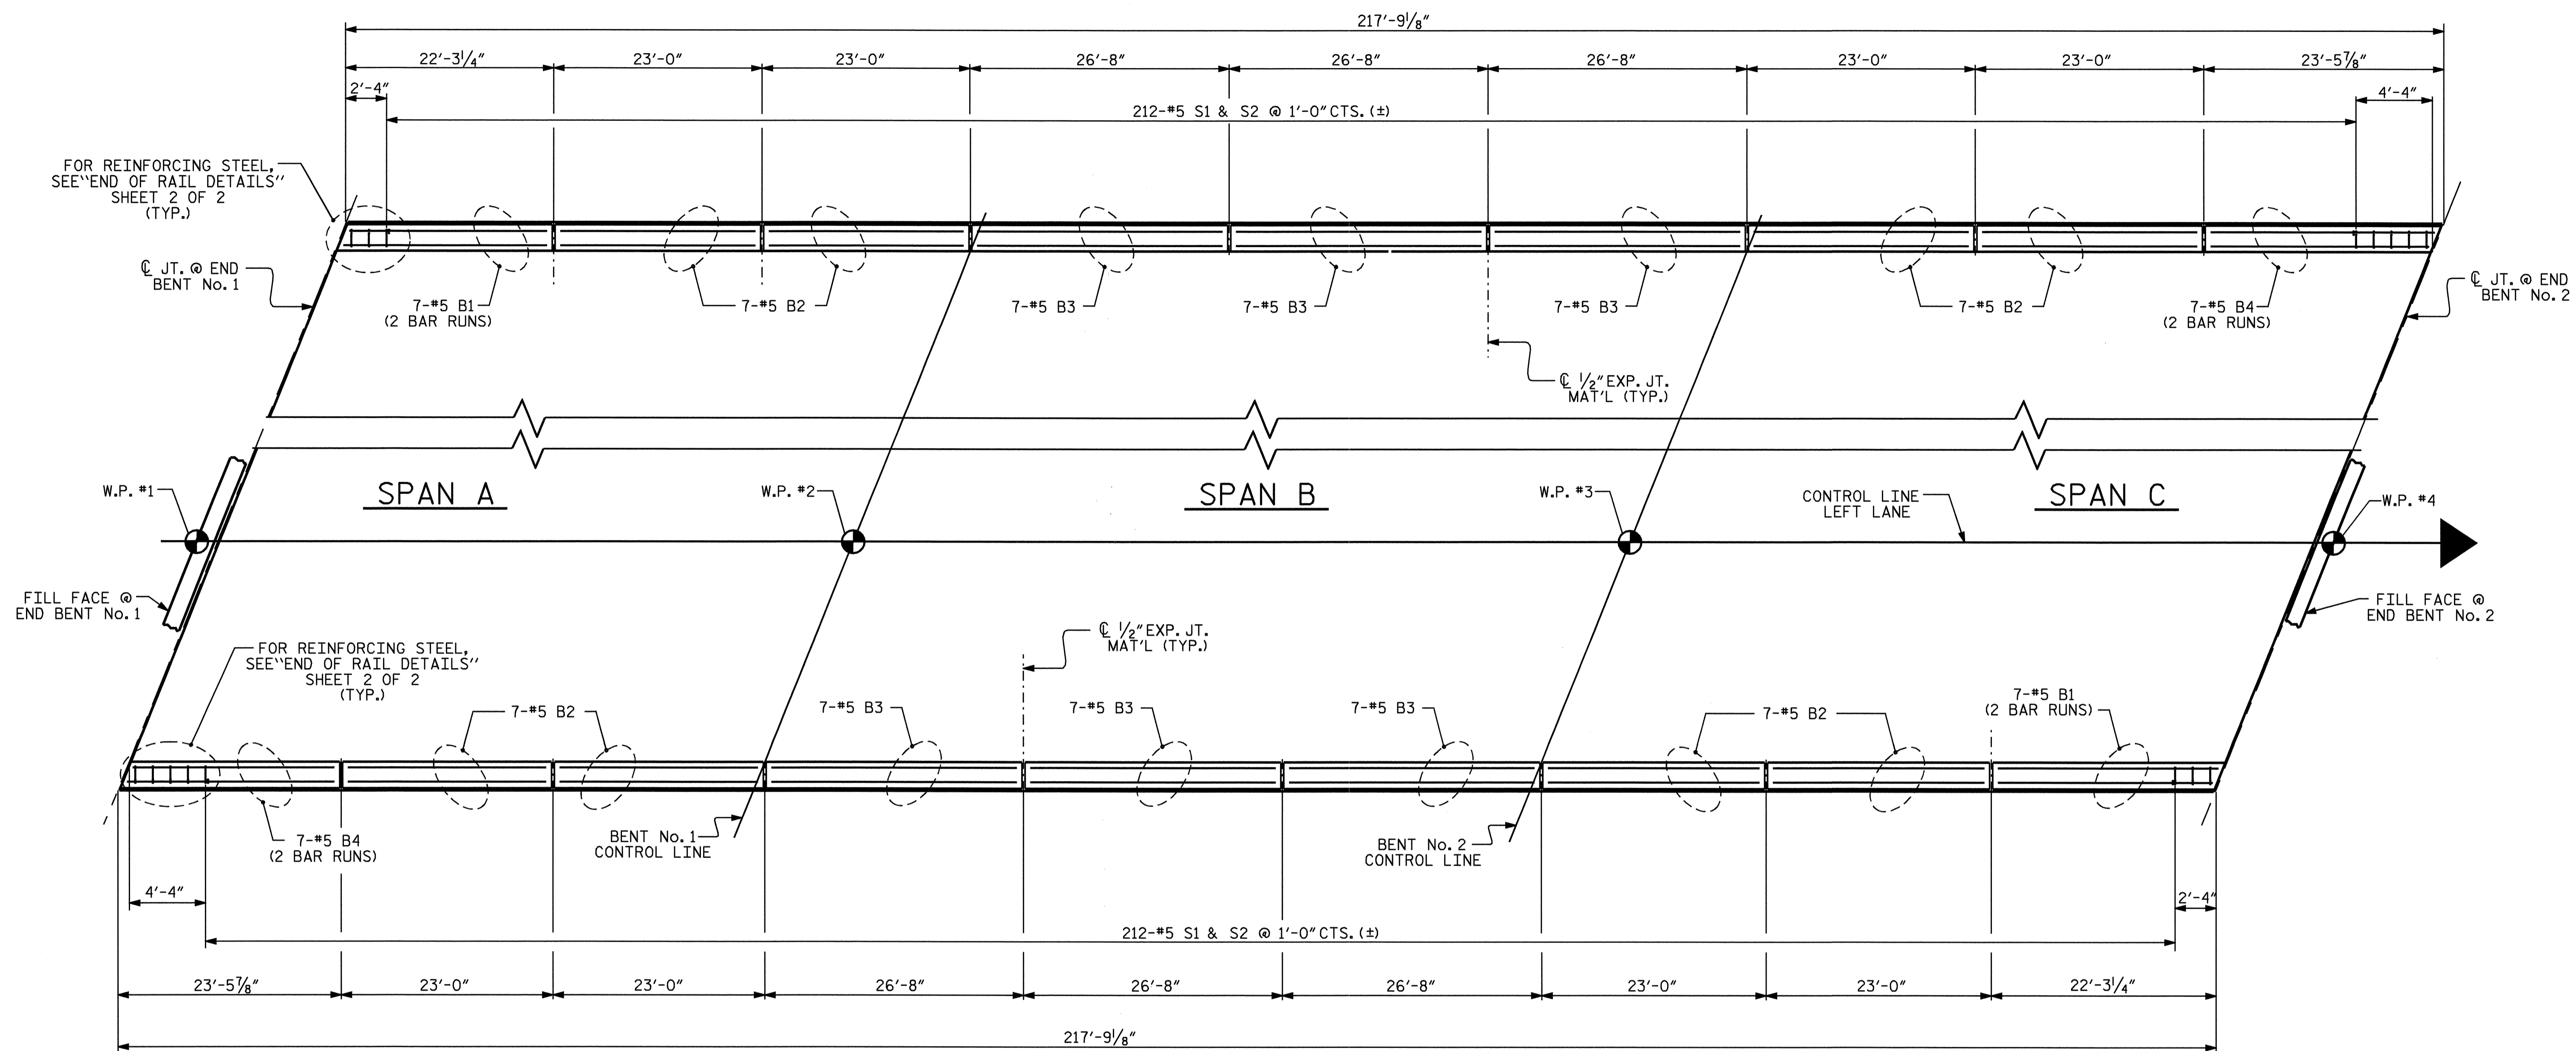 217'-9 1/8"
22'-3 1/4"
23'-0"
23'-0"
26'-8"
26'-8"
26'-8"
23'-0"
23'-0"
23'-5 7/8"
2'-4"
4'-4"
212-#5 S1 & S2 @ 1'-0" CTS. (±)
FOR REINFORCING STEEL,
SEE "END OF RAIL DETAILS"
SHEET 2 OF 2
(TYP.)
℄ JT. @ END
BENT No. 1
℄ JT. @ END
BENT No. 2
7-#5 B1
(2 BAR RUNS)
7-#5 B2
7-#5 B3
7-#5 B3
7-#5 B3
7-#5 B2
7-#5 B4
(2 BAR RUNS)
℄ 1/2" EXP. JT.
MAT'L (TYP.)
W.P. #1
SPAN A
W.P. #2
SPAN B
W.P. #3
CONTROL LINE
LEFT LANE
SPAN C
W.P. #4
FILL FACE @
END BENT No. 1
FILL FACE @
END BENT No. 2
FOR REINFORCING STEEL,
SEE "END OF RAIL DETAILS"
SHEET 2 OF 2
(TYP.)
℄ 1/2" EXP. JT.
MAT'L (TYP.)
7-#5 B2
7-#5 B3
7-#5 B3
7-#5 B3
7-#5 B2
7-#5 B1
(2 BAR RUNS)
7-#5 B4
(2 BAR RUNS)
BENT No. 1
CONTROL LINE
BENT No. 2
CONTROL LINE
4'-4"
2'-4"
212-#5 S1 & S2 @ 1'-0" CTS. (±)
23'-5 7/8"
23'-0"
23'-0"
26'-8"
26'-8"
26'-8"
23'-0"
23'-0"
22'-3 1/4"
217'-9 1/8"